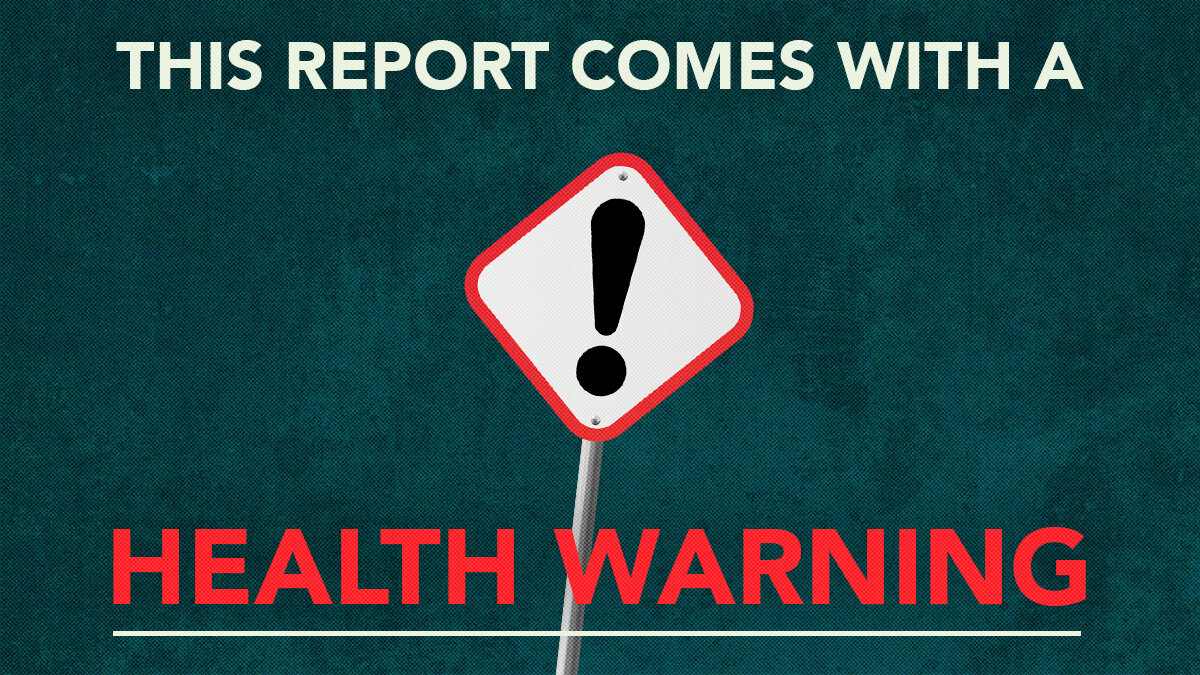 THIS REPORT COMES WITH A
!
HEALTH WARNING